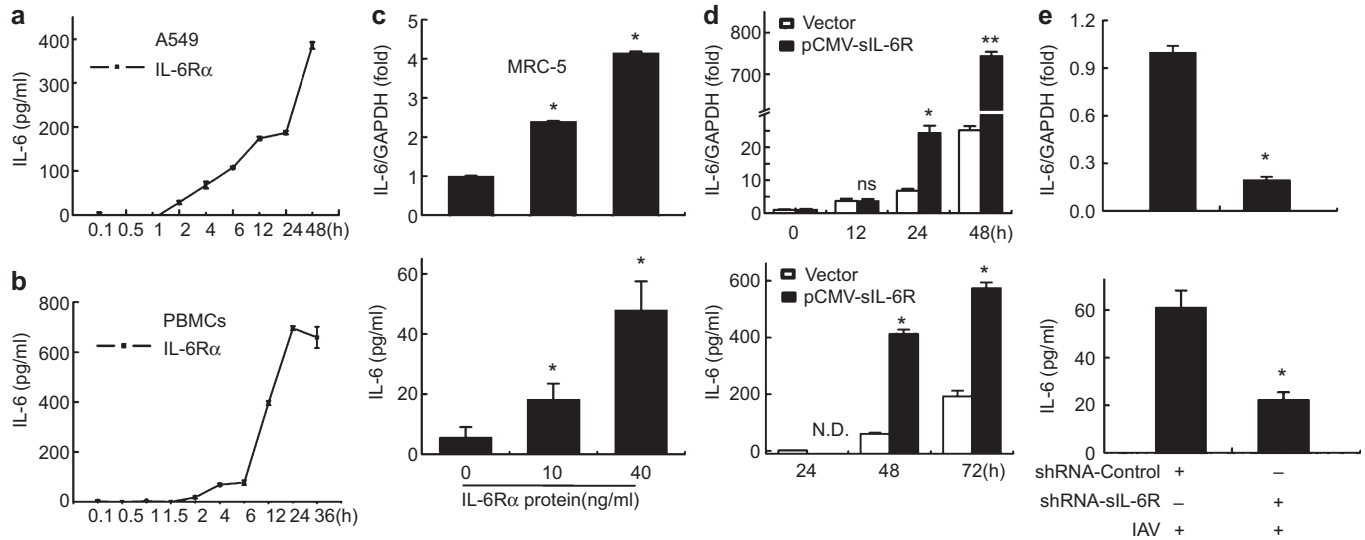 a
IL-6 (pg/ml)
400
300
200
100
0
A549
IL-6Rα
0.1 0.5 1 2 4 6 12 24 48(h)
b
IL-6 (pg/ml)
800
600
400
200
0
PBMCs
IL-6Rα
0.1 0.5 1 1.5 2 4 6 12 24 36(h)
c
IL-6/GAPDH (fold)
5
4
3
2
1
0
MRC-5
*
*
IL-6 (pg/ml)
60
40
20
0
*
*
0 10 40
IL-6Rα protein(ng/ml)
d
Vector
pCMV-sIL-6R
IL-6/GAPDH (fold)
800
700
20
10
0
ns
*
**
0 12 24 48(h)
Vector
pCMV-sIL-6R
IL-6 (pg/ml)
600
400
200
0
N.D.
*
*
24 48 72(h)
e
IL-6/GAPDH (fold)
1.2
0.9
0.6
0.3
0.0
*
IL-6 (pg/ml)
60
40
20
0
*
shRNA-Control + –
shRNA-sIL-6R – +
IAV + +